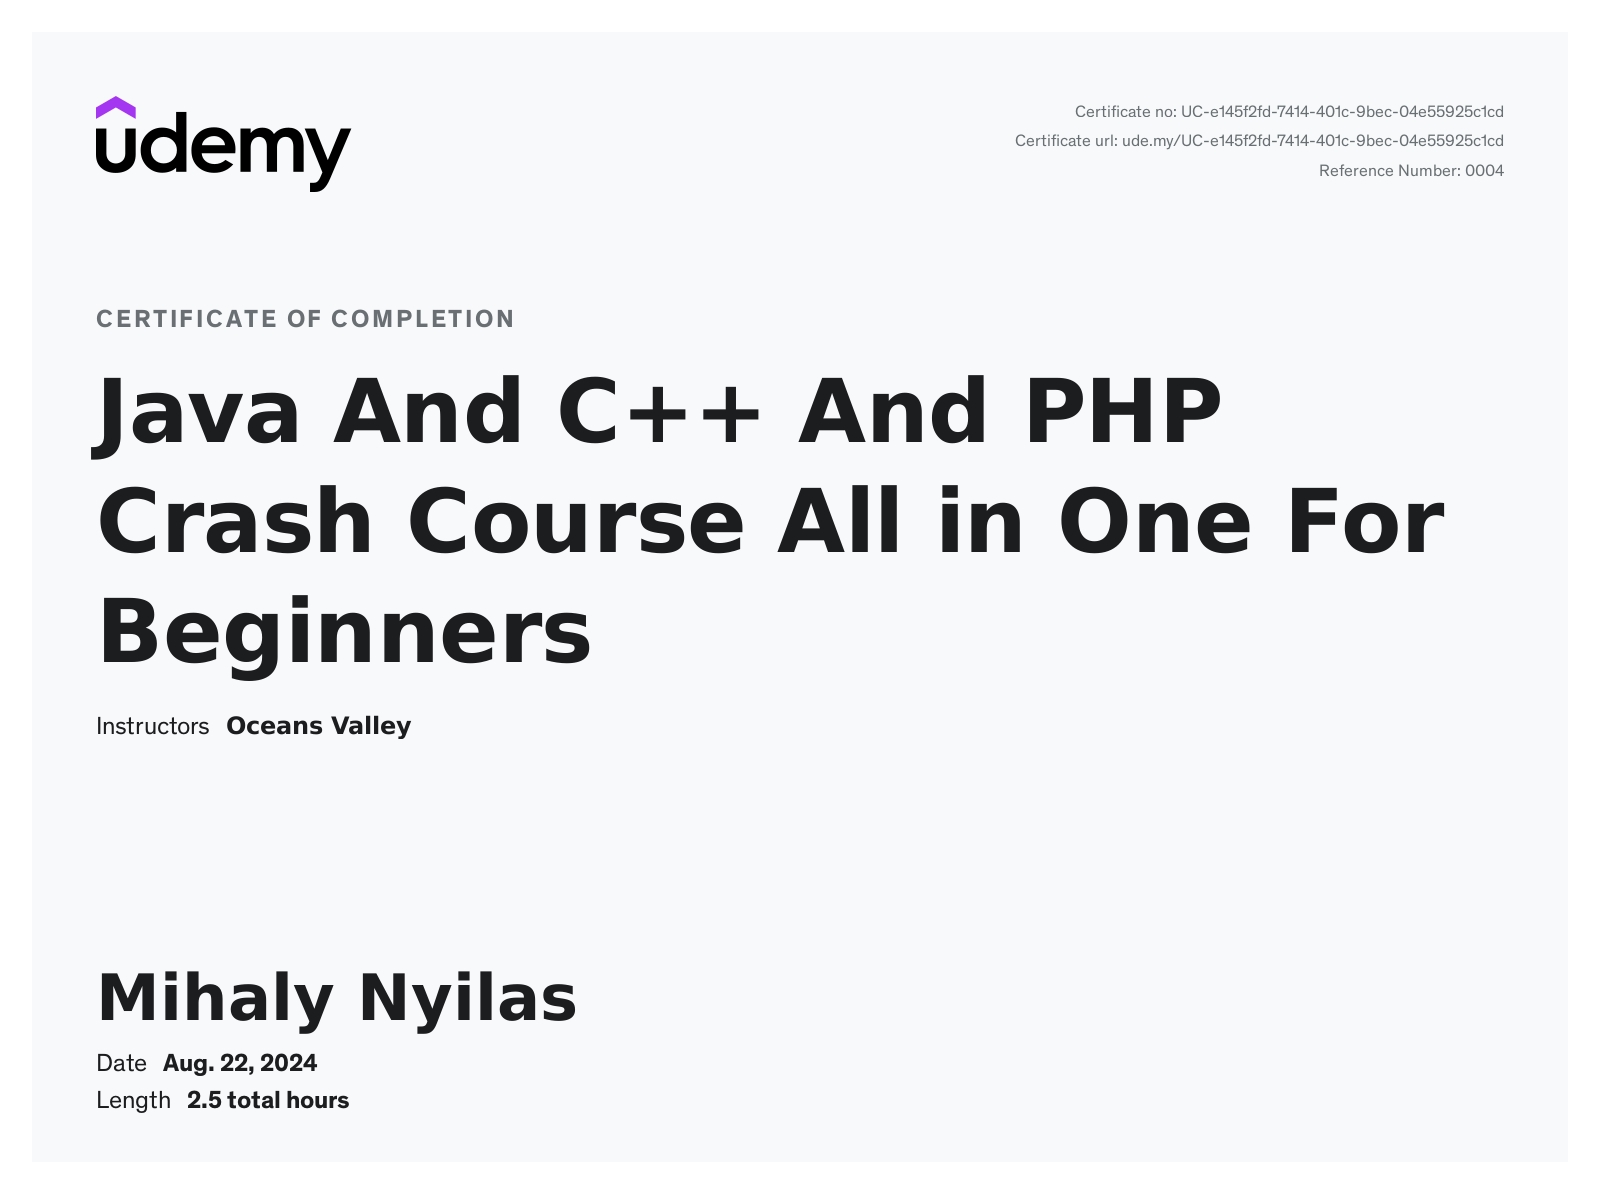 udemy
Certificate no: UC-e145f2fd-7414-401c-9bec-04e55925c1cd
Certificate url: ude.my/UC-e145f2fd-7414-401c-9bec-04e55925c1cd
Reference Number: 0004
CERTIFICATE OF COMPLETION
Java And C++ And PHP
Crash Course All in One For
Beginners
Instructors Oceans Valley
Mihaly Nyilas
Date Aug. 22, 2024
Length 2.5 total hours